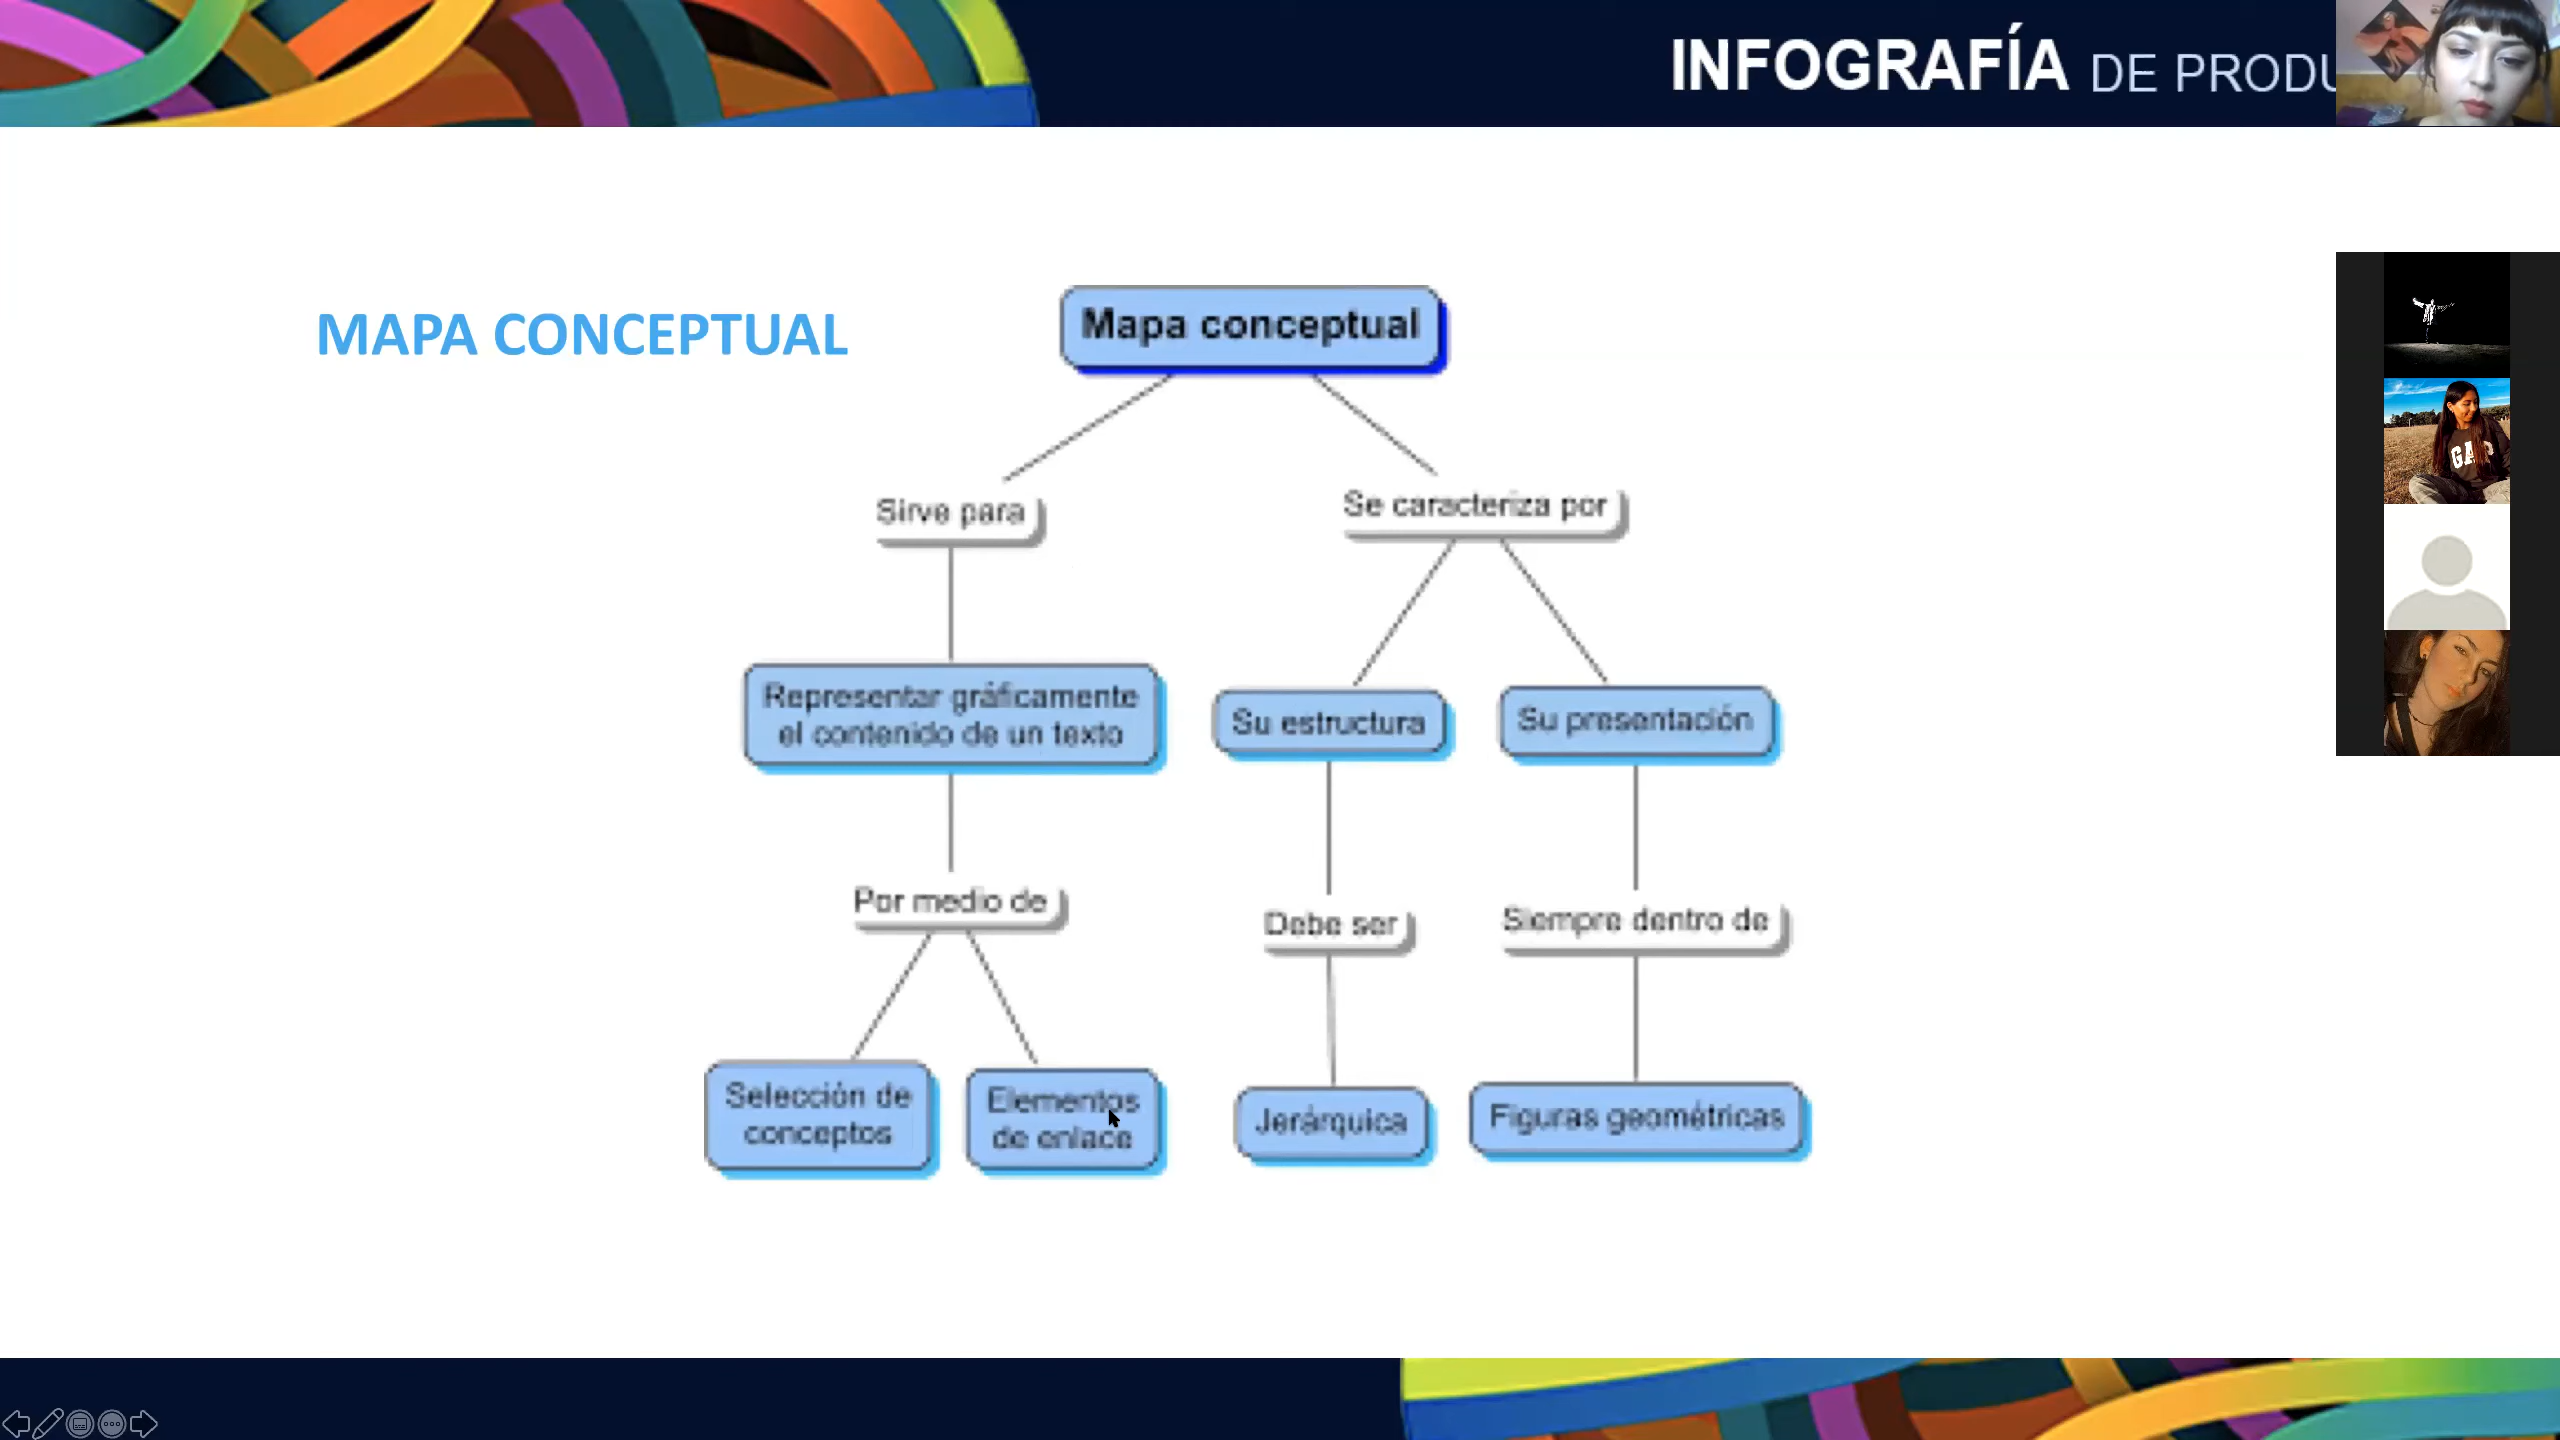 INFOGRAFÍA DE PRODU
MAPA CONCEPTUAL
Mapa conceptual
Sirve para
Se caracteriza por
Representar gráficamente
el contenido de un texto
Su estructura
Su presentación
Por medio de
Debe ser
Siempre dentro de
Selección de
conceptos
Elementos
de enlace
Jerárquica
Figuras geométricas
GAP